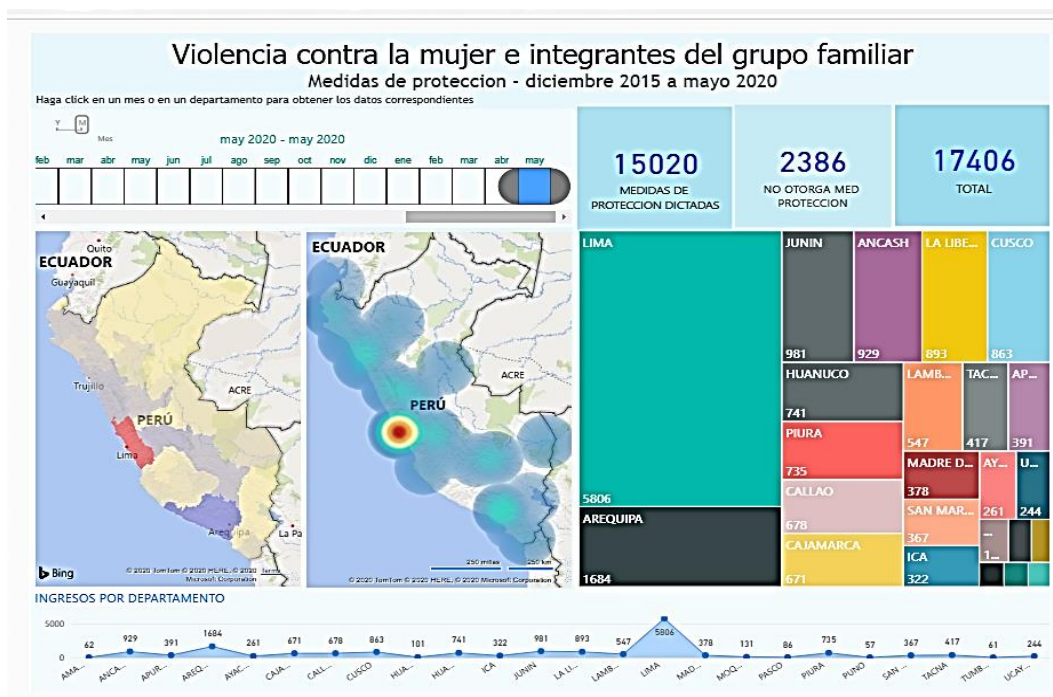 Violencia contra la mujer e integrantes del grupo familiar
Medidas de proteccion - diciembre 2015 a mayo 2020
Haga click en un mes o en un departamento para obtener los datos correspondientes
Y M
Mes
may 2020 - may 2020
feb mar abr may jun jul ago sep oct nov dic ene feb mar abr may
15020
MEDIDAS DE
PROTECCION DICTADAS
2386
NO OTORGA MED
PROTECCION
17406
TOTAL
Quito
ECUADOR
Guayaquil
Trujillo
ACRE
PERÚ
Lima
Arequipa
La Pa
Bing
© 2020 TomTom © 2020 HERE, © 2020 Terms
Microsoft Corporation
ECUADOR
ACRE
PERÚ
250 miles 250 km
© 2020 TomTom © 2020 HERE, © 2020 Microsoft Corporation
LIMA
5806
AREQUIPA
1684
JUNIN
981
ANCASH
929
LA LIBE...
893
CUSCO
863
HUANUCO
741
PIURA
735
CALLAO
678
CAJAMARCA
671
LAMB...
547
TAC...
417
AP...
391
MADRE D...
378
SAN MAR...
367
ICA
322
AY...
261
U...
244
...
1...
INGRESOS POR DEPARTAMENTO
5000
0
62 929 391 1684 261 671 678 863 101 741 322 981 893 547 5806 378 131 86 735 57 367 417 61 244
AMA... ANCA... APUR... AREQ... AYAC... CAJA... CALL... CUSCO HUA... HUA... ICA JUNIN LA LI... LAMB... LIMA MAD... MOQ... PASCO PIURA PUNO SAN ... TACNA TUMB... UCAY...